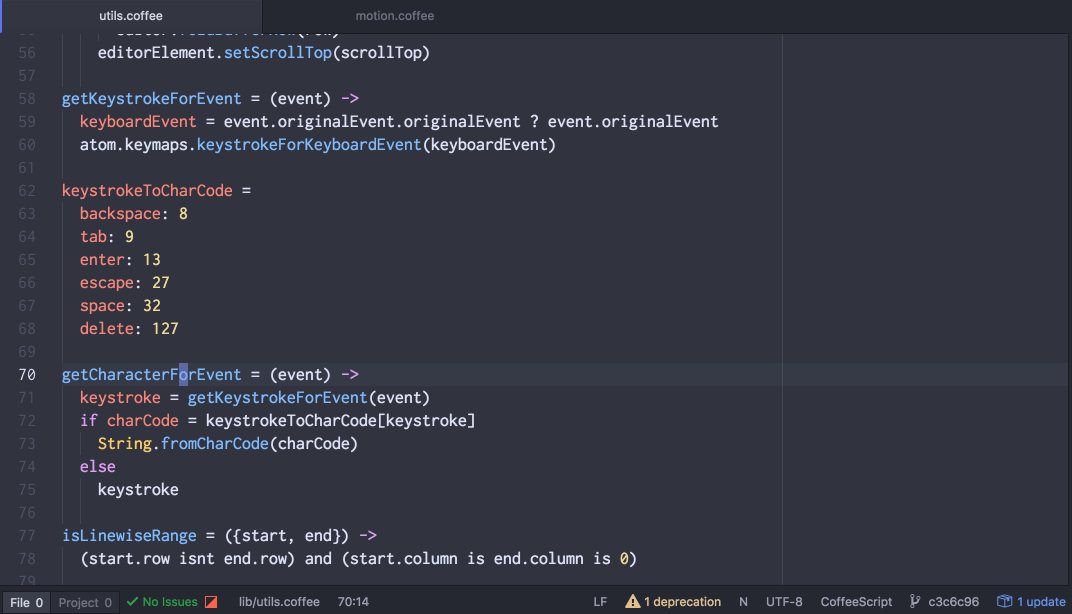 utils.coffee
motion.coffee
56 editorElement.setScrollTop(scrollTop)
57
58 getKeystrokeForEvent = (event) ->
59 keyboardEvent = event.originalEvent.originalEvent ? event.originalEvent
60 atom.keymaps.keystrokeForKeyboardEvent(keyboardEvent)
61
62 keystrokeToCharCode =
63 backspace: 8
64 tab: 9
65 enter: 13
66 escape: 27
67 space: 32
68 delete: 127
69
70 getCharacterForEvent = (event) ->
71 keystroke = getKeystrokeForEvent(event)
72 if charCode = keystrokeToCharCode[keystroke]
73 String.fromCharCode(charCode)
74 else
75 keystroke
76
77 isLinewiseRange = ({start, end}) ->
78 (start.row isnt end.row) and (start.column is end.column is 0)
79
File 0 Project 0 No Issues lib/utils.coffee 70:14 LF 1 deprecation N UTF-8 CoffeeScript c3c6c96 1 update